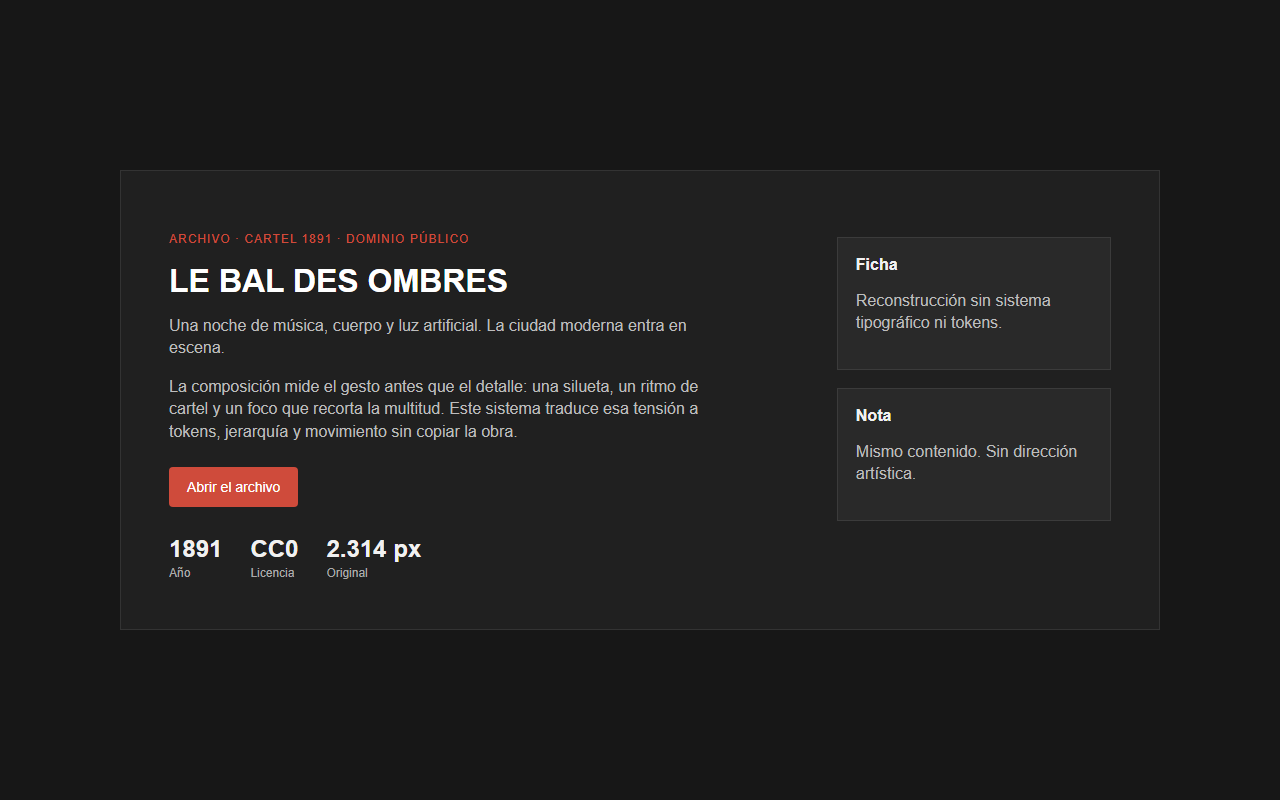 ARCHIVO · CARTEL 1891 · DOMINIO PÚBLICO
LE BAL DES OMBRES
Una noche de música, cuerpo y luz artificial. La ciudad moderna entra en
escena.
La composición mide el gesto antes que el detalle: una silueta, un ritmo de
cartel y un foco que recorta la multitud. Este sistema traduce esa tensión a
tokens, jerarquía y movimiento sin copiar la obra.
Abrir el archivo
1891 CC0 2.314 px
Año Licencia Original
Ficha
Reconstrucción sin sistema
tipográfico ni tokens.
Nota
Mismo contenido. Sin dirección
artística.